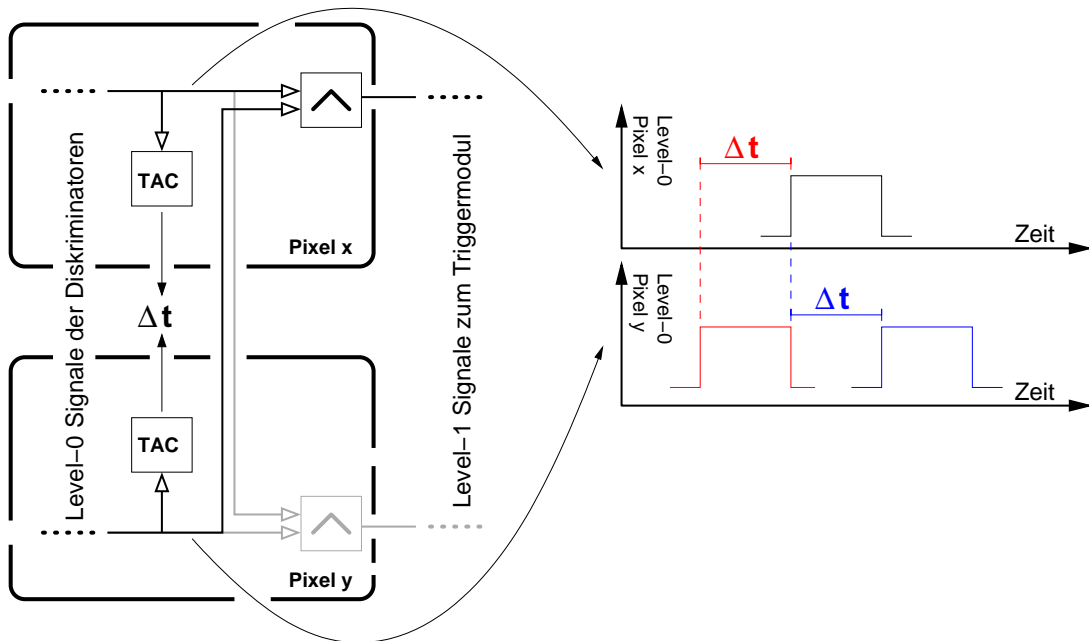 Level–0 Signale der Diskriminatoren
TAC
Pixel x
Δt
TAC
Pixel y
Level–1 Signale zum Triggermodul
Level–0
Pixel x
Δt
Zeit
Level–0
Pixel y
Δt
Zeit